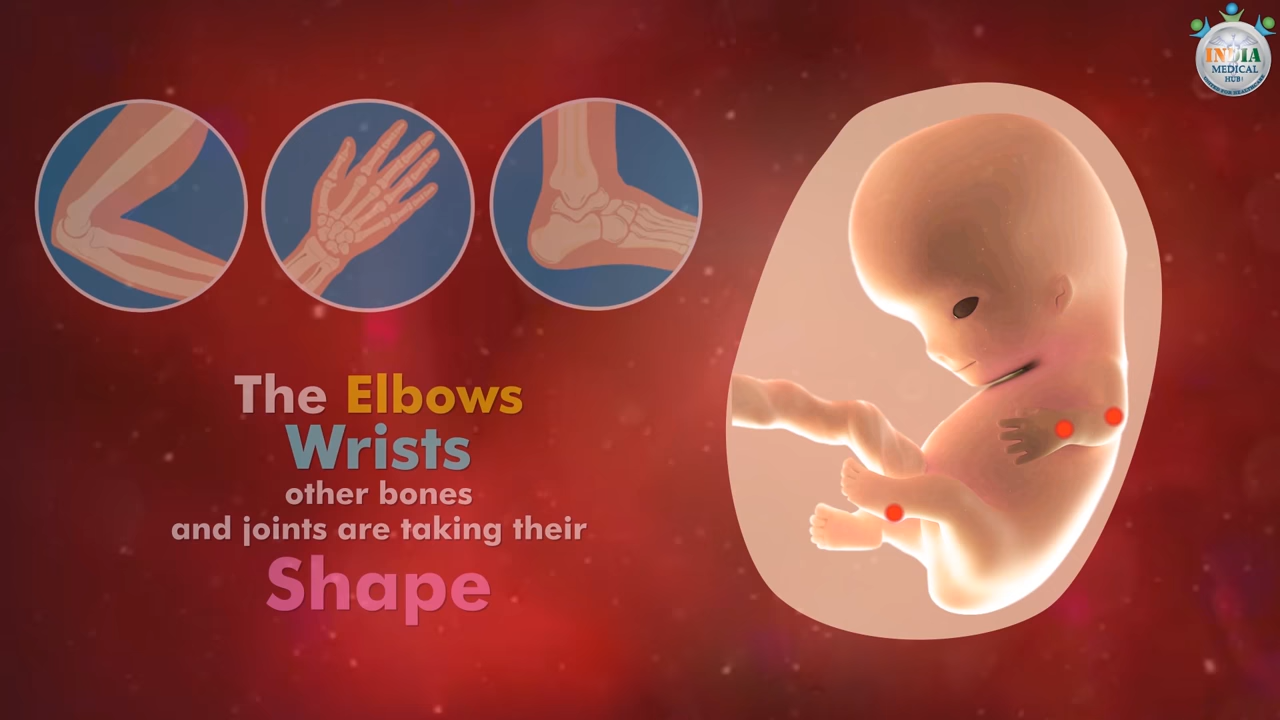 The Elbows
Wrists
other bones
and joints are taking their
Shape
INDIA
MEDICAL
HUB